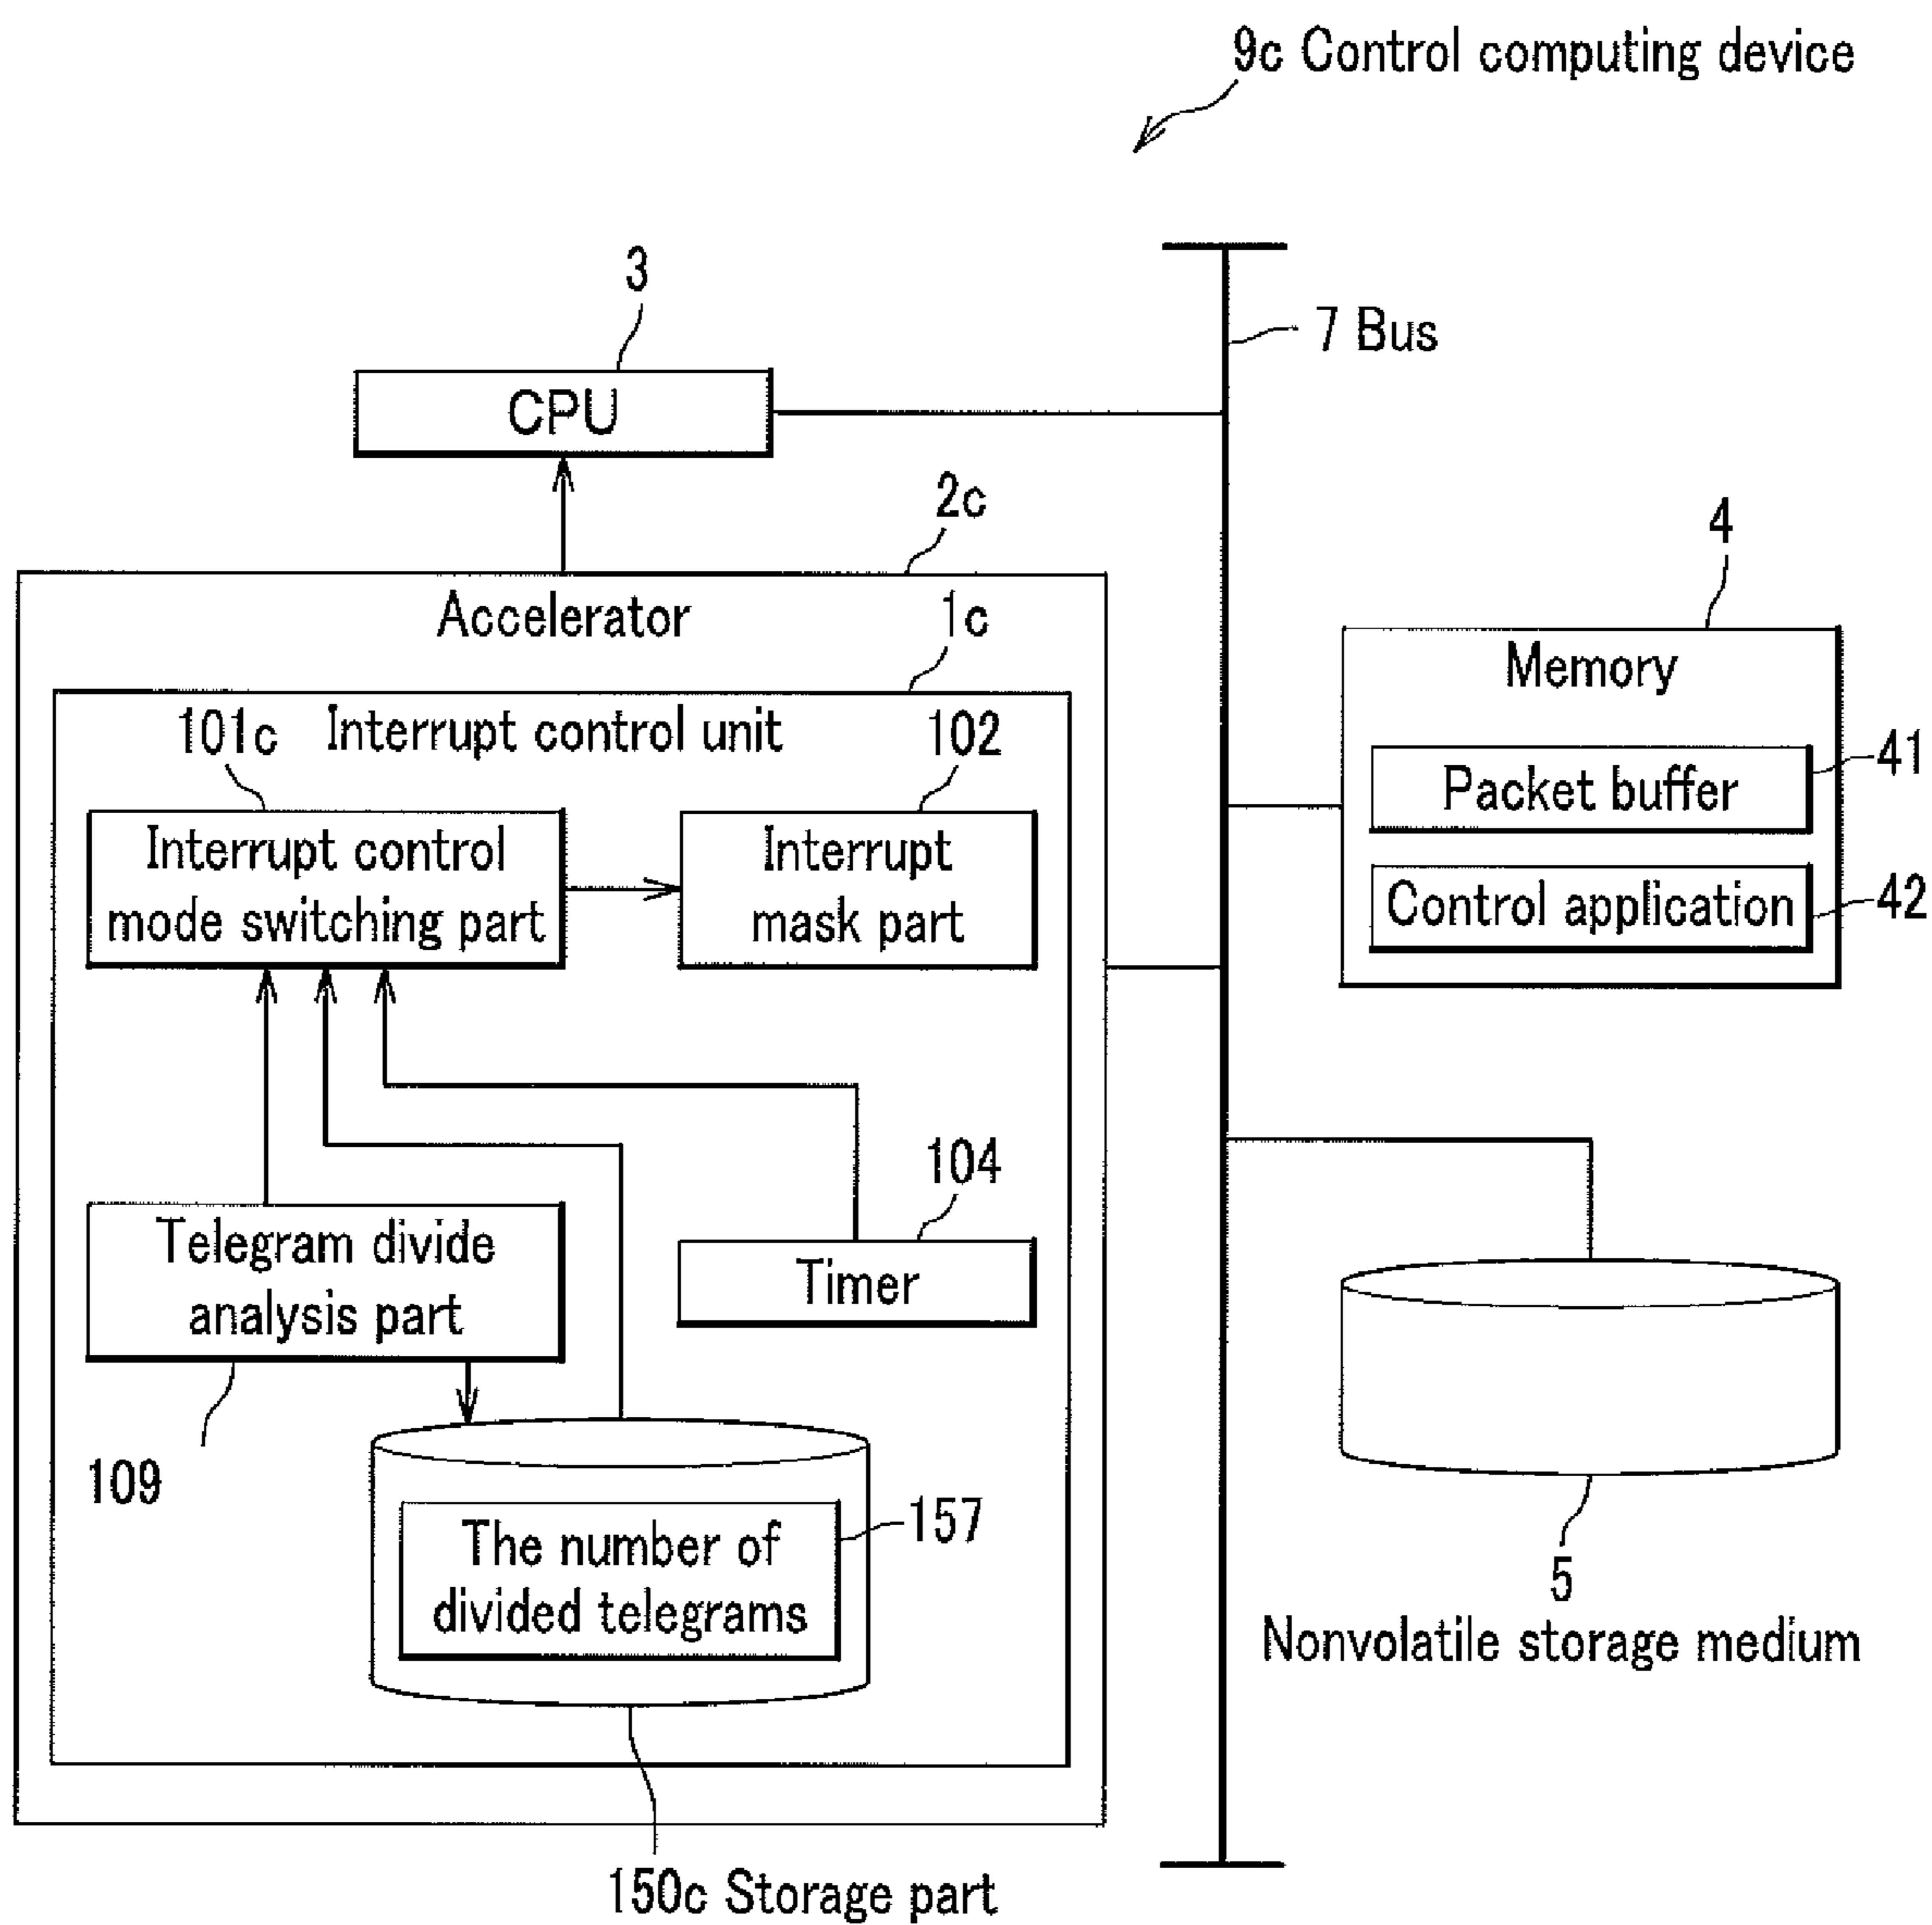 9c Control computing device
3
7 Bus
CPU
2c
4
Accelerator
1c
Memory
101c
Interrupt control unit
102
41
Packet buffer
Interrupt control
mode switching part
Interrupt
mask part
42
Control application
104
Telegram divide
analysis part
Timer
109
157
The number of
divided telegrams
5
Nonvolatile storage medium
150c Storage part